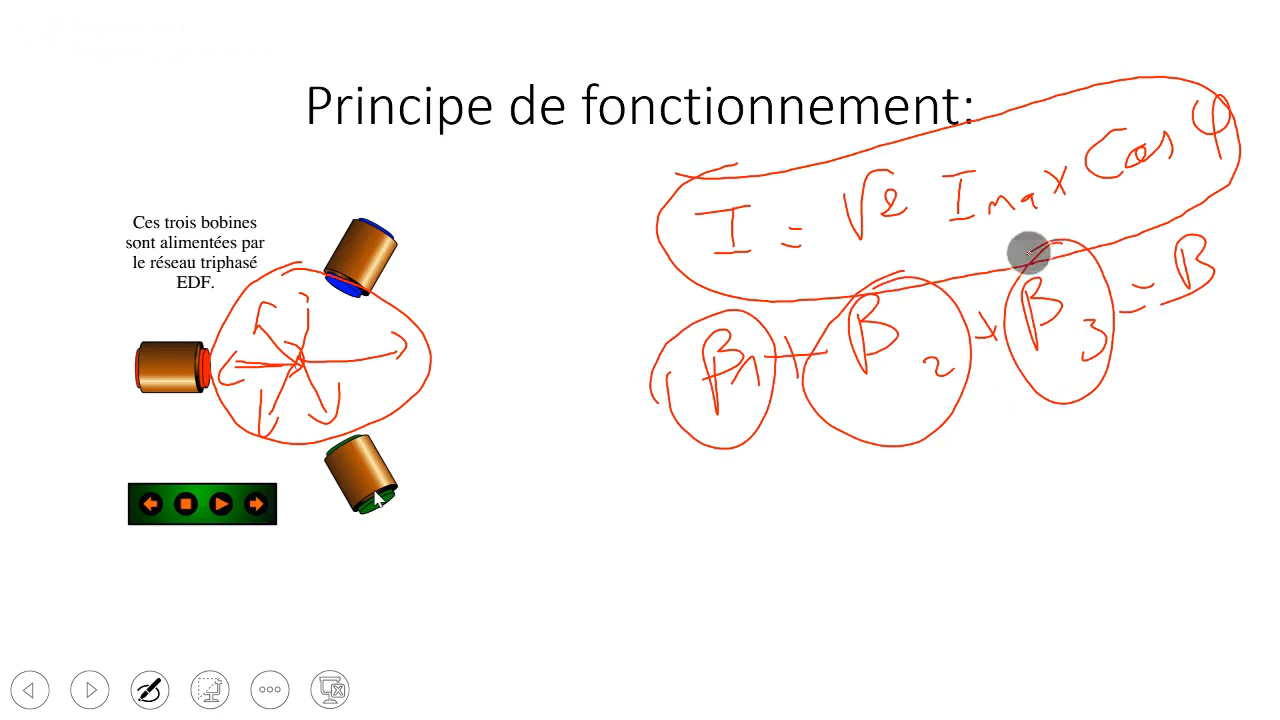 Principe de fonctionnement:
I = √2 Imax Cos φ
Ces trois bobines
sont alimentées par
le réseau triphasé
EDF.
B1 + B2 + B3 = B